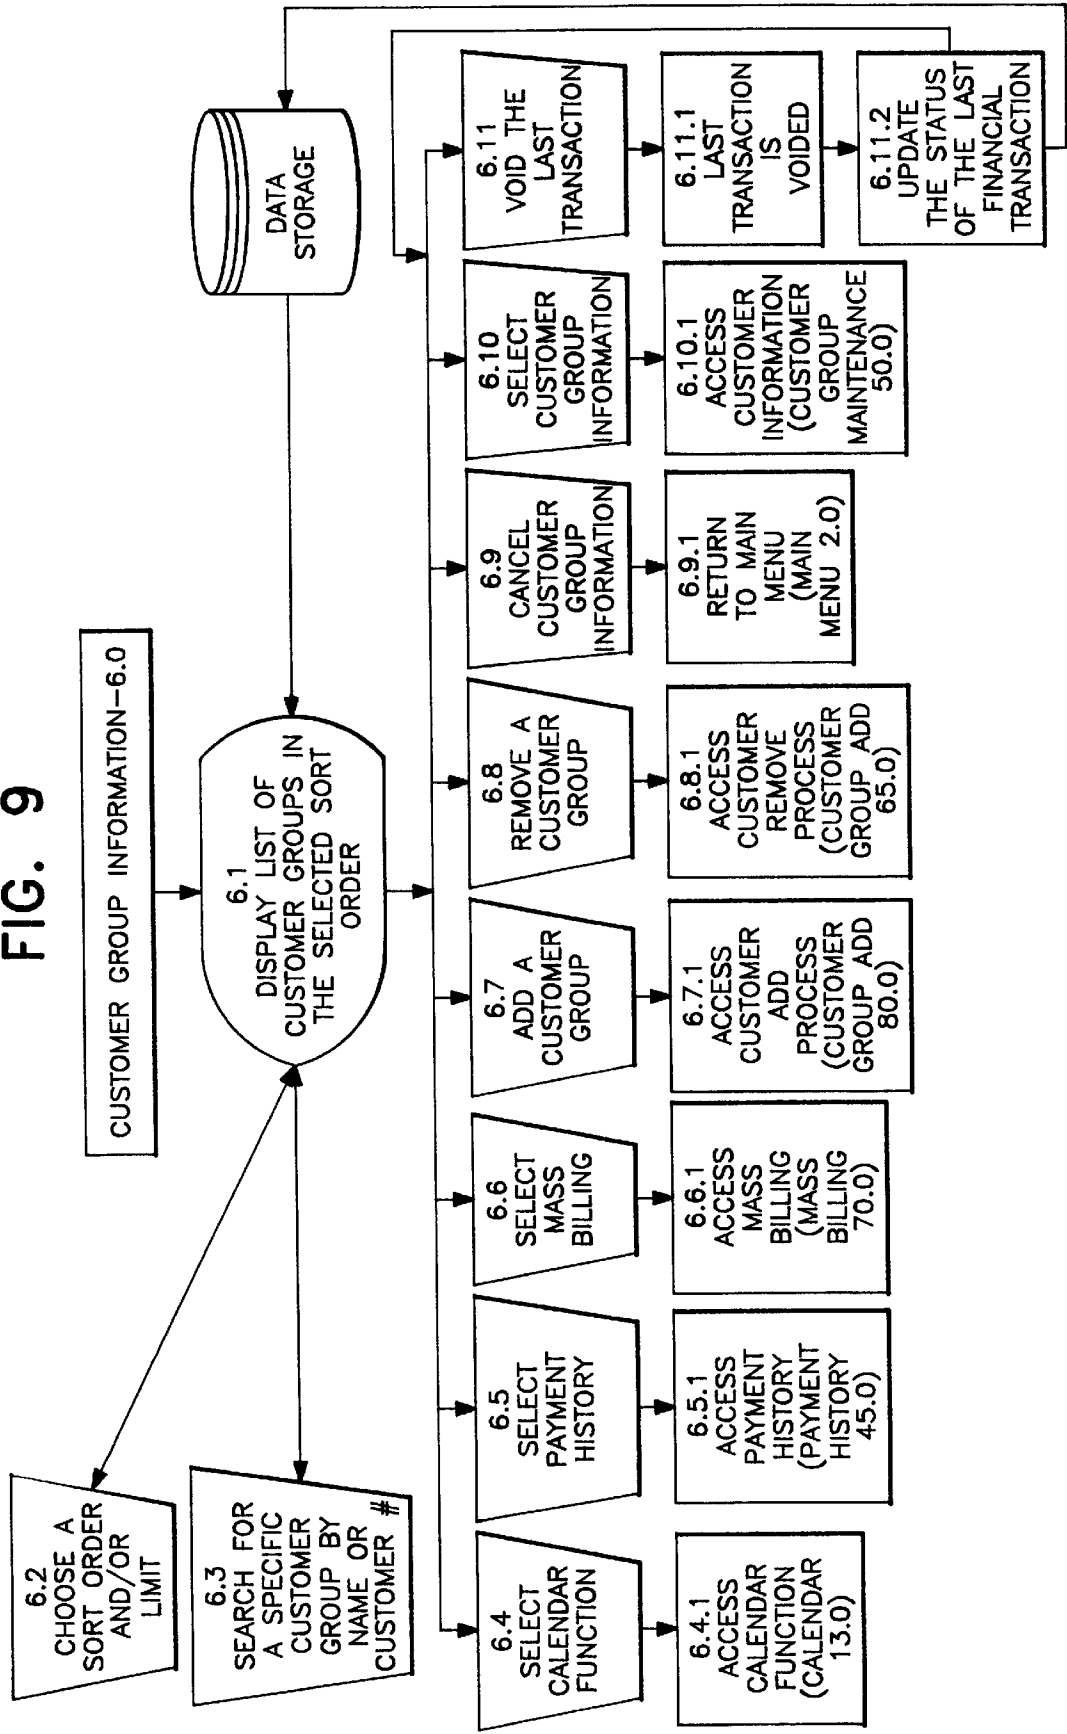 FIG. 9
CUSTOMER GROUP INFORMATION-6.0
6.1
DISPLAY LIST OF
CUSTOMER GROUPS IN
THE SELECTED SORT
ORDER
DATA
STORAGE
6.2
CHOOSE A
SORT ORDER
AND/OR
LIMIT
6.3
SEARCH FOR
A SPECIFIC
CUSTOMER
GROUP BY
NAME OR
CUSTOMER #
6.4
SELECT
CALENDAR
FUNCTION
6.5
SELECT
PAYMENT
HISTORY
6.6
SELECT
MASS
BILLING
6.7
ADD A
CUSTOMER
GROUP
6.8
REMOVE A
CUSTOMER
GROUP
6.9
CANCEL
CUSTOMER
GROUP
INFORMATION
6.10
SELECT
CUSTOMER
GROUP
INFORMATION
6.11
VOID THE
LAST
TRANSACTION
6.4.1
ACCESS
CALENDAR
FUNCTION
(CALENDAR
13.0)
6.5.1
ACCESS
PAYMENT
HISTORY
(PAYMENT
HISTORY
45.0)
6.6.1
ACCESS
MASS
BILLING
(MASS
BILLING
70.0)
6.7.1
ACCESS
CUSTOMER
ADD
PROCESS
(CUSTOMER
GROUP ADD
80.0)
6.8.1
ACCESS
CUSTOMER
REMOVE
PROCESS
(CUSTOMER
GROUP ADD
65.0)
6.9.1
RETURN
TO MAIN
MENU
(MAIN
MENU 2.0)
6.10.1
ACCESS
CUSTOMER
INFORMATION
(CUSTOMER
GROUP
MAINTENANCE
50.0)
6.11.1
LAST
TRANSACTION
IS
VOIDED
6.11.2
UPDATE
THE STATUS
OF THE LAST
FINANCIAL
TRANSACTION